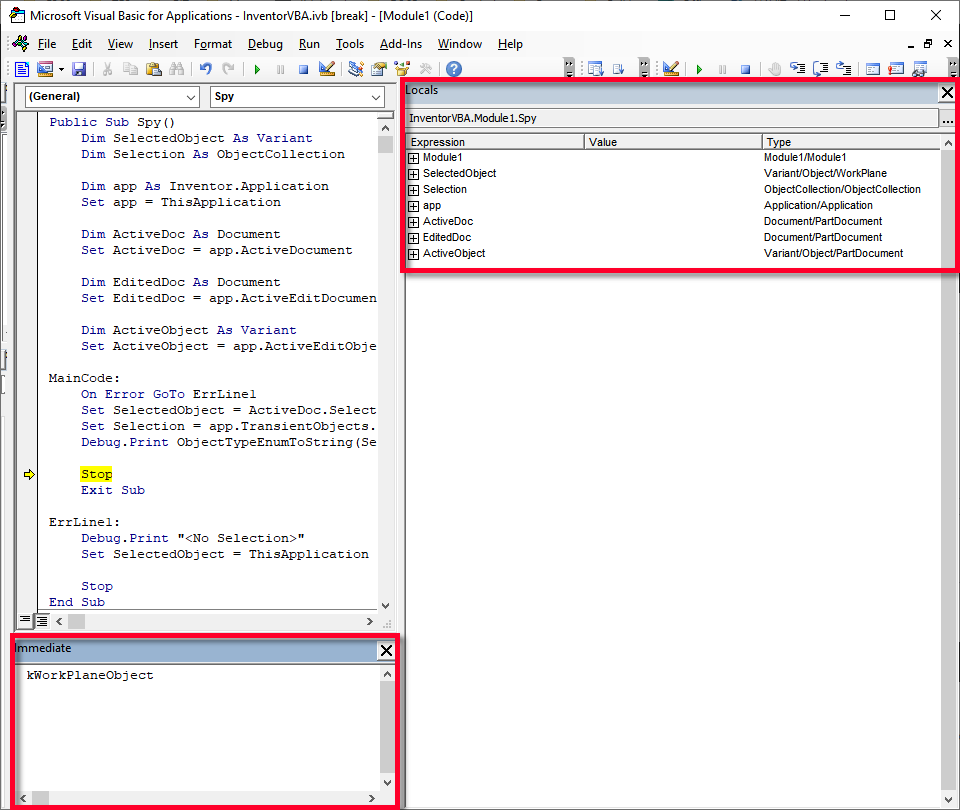 Microsoft Visual Basic for Applications - InventorVBA.ivb [break] - [Module1 (Code)]
File Edit View Insert Format Debug Run Tools Add-Ins Window Help
(General) Spy
Public Sub Spy()
Dim SelectedObject As Variant
Dim Selection As ObjectCollection
Dim app As Inventor.Application
Set app = ThisApplication
Dim ActiveDoc As Document
Set ActiveDoc = app.ActiveDocument
Dim EditedDoc As Document
Set EditedDoc = app.ActiveEditDocumen
Dim ActiveObject As Variant
Set ActiveObject = app.ActiveEditObje
MainCode:
On Error GoTo ErrLine1
Set SelectedObject = ActiveDoc.Select
Set Selection = app.TransientObjects.
Debug.Print ObjectTypeEnumToString(Se
Stop
Exit Sub
ErrLine1:
Debug.Print "<No Selection>"
Set SelectedObject = ThisApplication
Stop
End Sub
Locals
InventorVBA.Module1.Spy
...
Expression Value Type
Module1 Module1/Module1
SelectedObject Variant/Object/WorkPlane
Selection ObjectCollection/ObjectCollection
app Application/Application
ActiveDoc Document/PartDocument
EditedDoc Document/PartDocument
ActiveObject Variant/Object/PartDocument
Immediate
kWorkPlaneObject